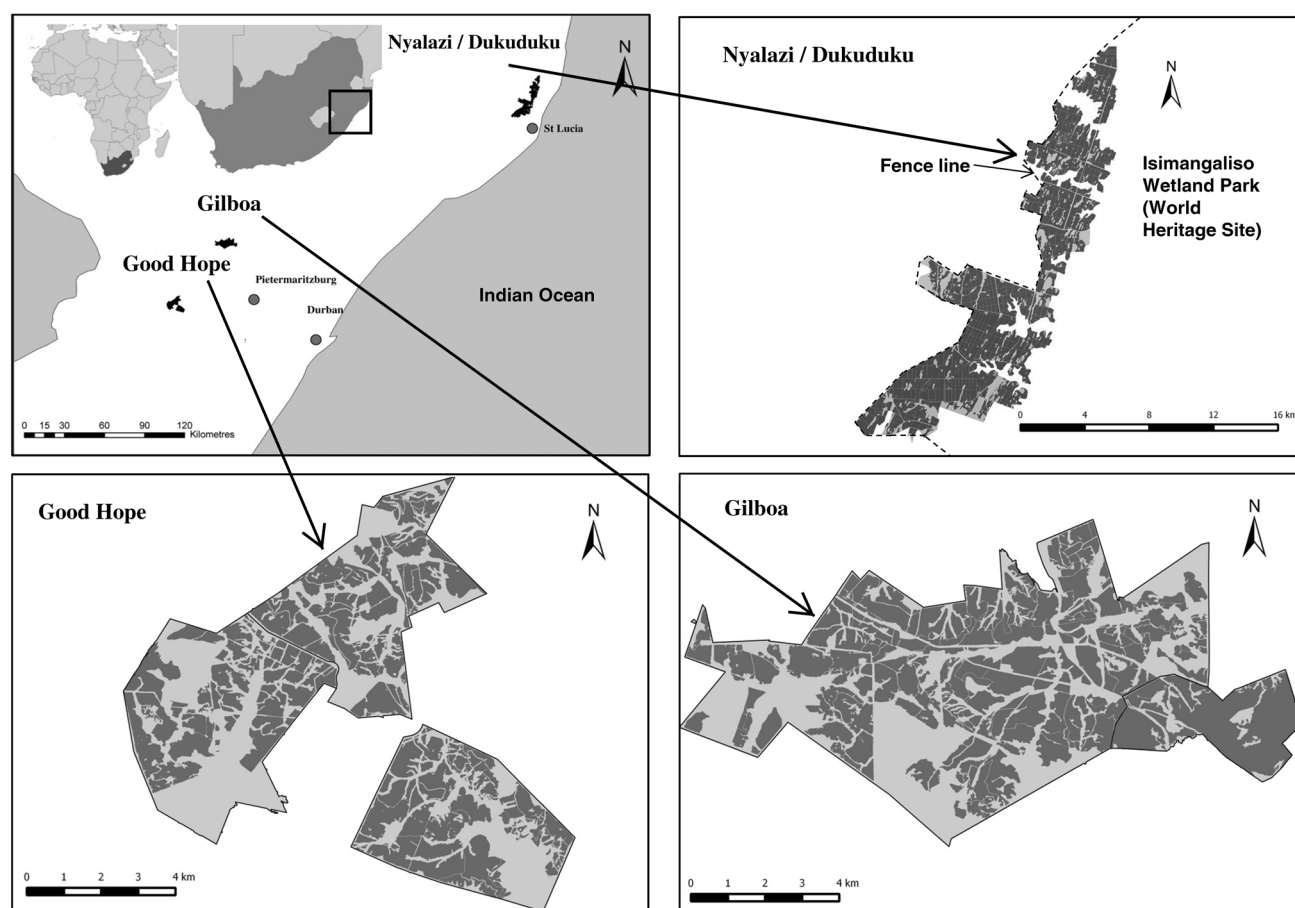 Nyalazi / Dukuduku
N
St Lucia
Gilboa
Good Hope
Pietermaritzburg
Durban
Indian Ocean
0 15 30 60 90 120
Kilometres
Nyalazi / Dukuduku
N
Fence line
Isimangaliso
Wetland Park
(World
Heritage Site)
0 4 8 12 16 km
Good Hope
N
0 1 2 3 4 km
Gilboa
N
0 1 2 3 4 km